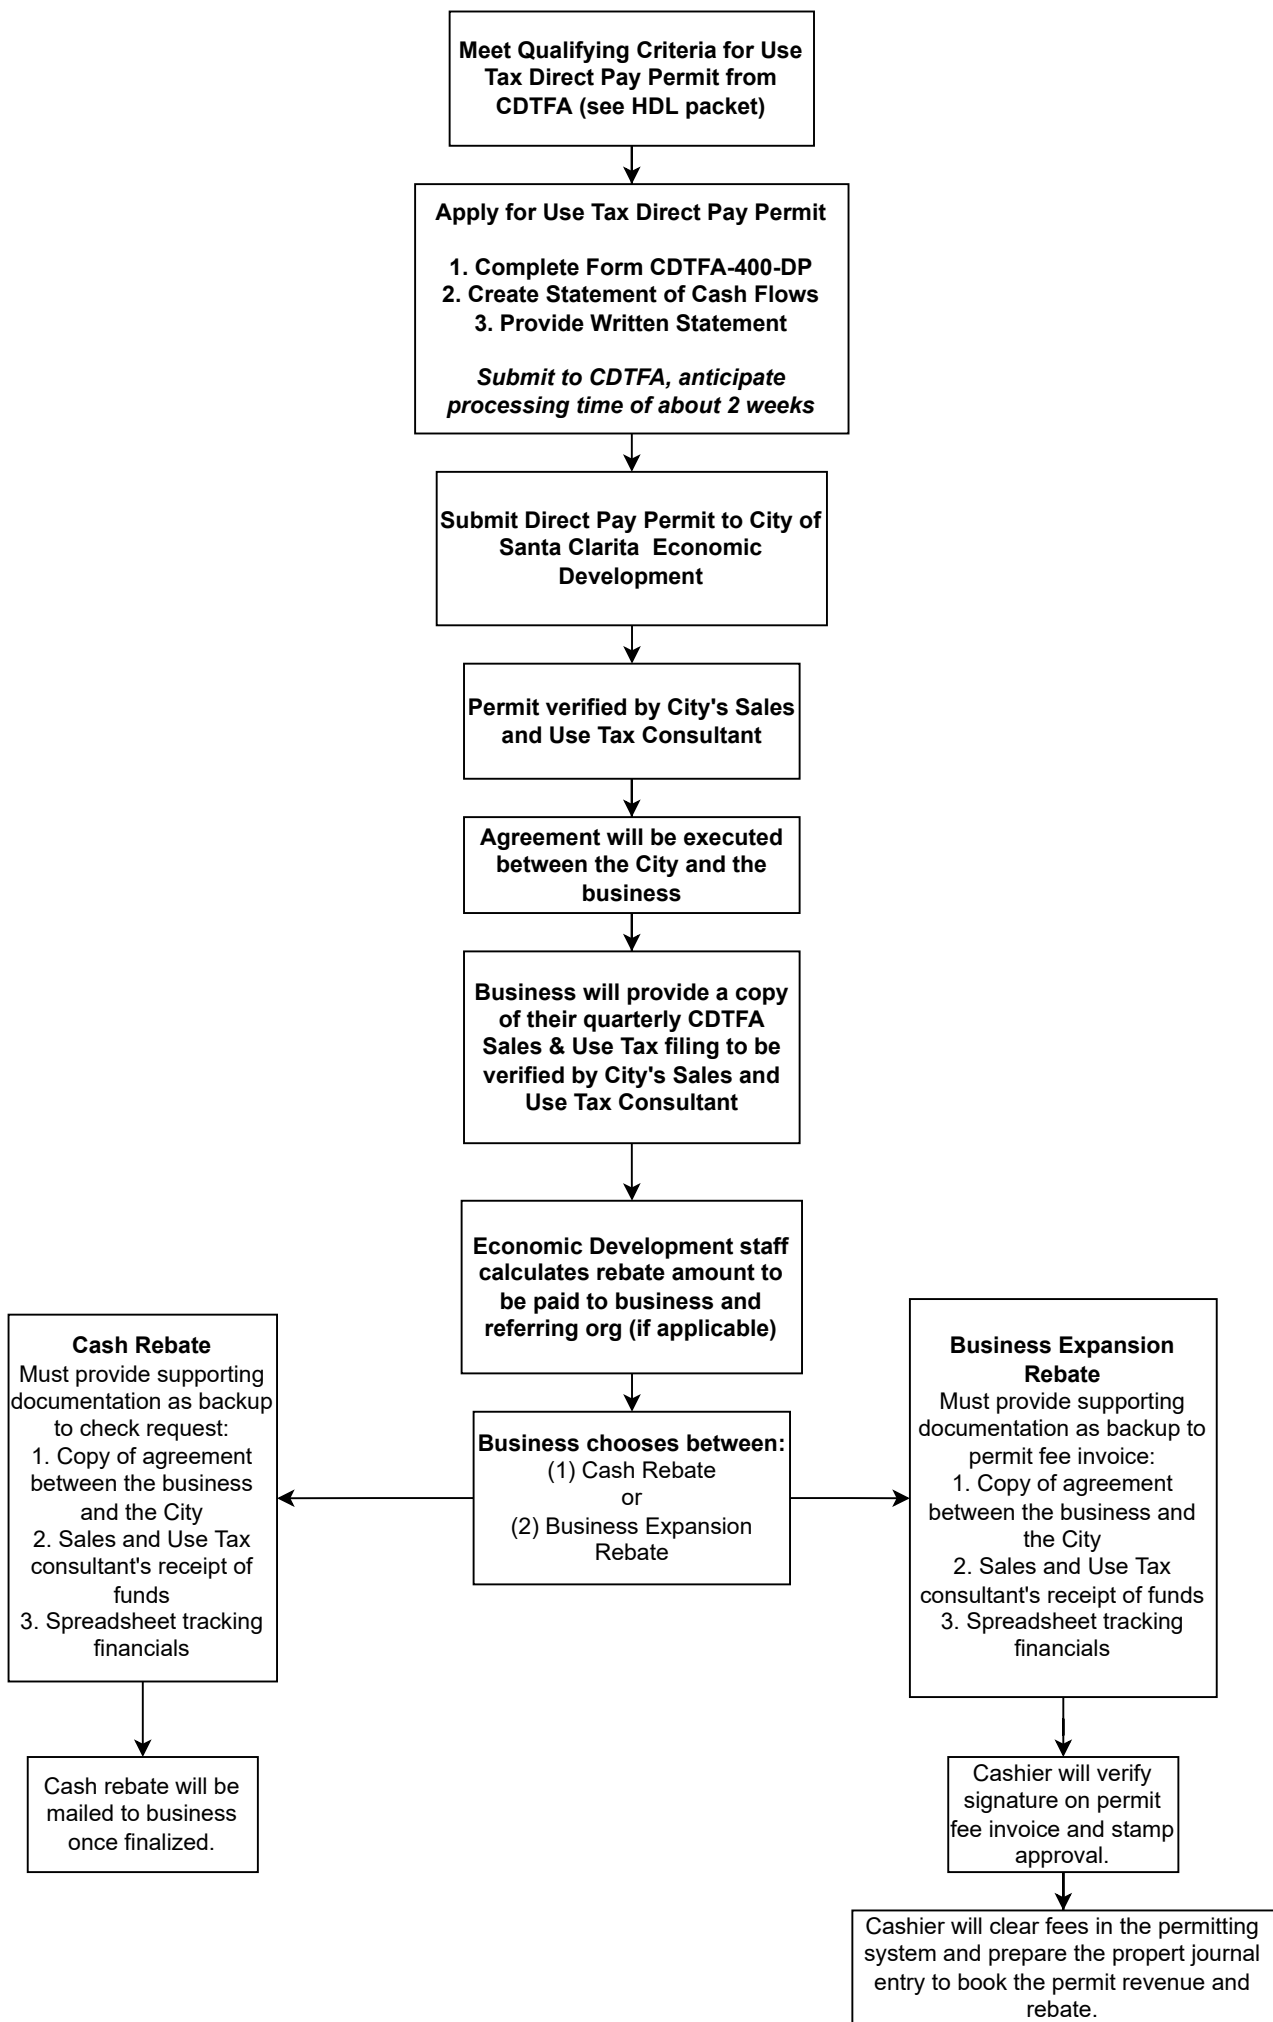 Meet Qualifying Criteria for Use
Tax Direct Pay Permit from
CDTFA (see HDL packet)
Apply for Use Tax Direct Pay Permit
1. Complete Form CDTFA-400-DP
2. Create Statement of Cash Flows
3. Provide Written Statement
Submit to CDTFA, anticipate
processing time of about 2 weeks
Submit Direct Pay Permit to City of
Santa Clarita  Economic
Development
Permit verified by City's Sales
and Use Tax Consultant
Agreement will be executed
between the City and the
business
Business will provide a copy
of their quarterly CDTFA
Sales & Use Tax filing to be
verified by City's Sales and
Use Tax Consultant
Economic Development staff
calculates rebate amount to
be paid to business and
referring org (if applicable)
Business chooses between:
(1) Cash Rebate
or
(2) Business Expansion
Rebate
Cash Rebate
Must provide supporting
documentation as backup
to check request:
1. Copy of agreement
between the business
and the City
2. Sales and Use Tax
consultant's receipt of
funds
3. Spreadsheet tracking
financials
Cash rebate will be
mailed to business
once finalized.
Business Expansion
Rebate
Must provide supporting
documentation as backup to
permit fee invoice:
1. Copy of agreement
between the business and
the City
2. Sales and Use Tax
consultant's receipt of funds
3. Spreadsheet tracking
financials
Cashier will verify
signature on permit
fee invoice and stamp
approval.
Cashier will clear fees in the permitting
system and prepare the propert journal
entry to book the permit revenue and
rebate.